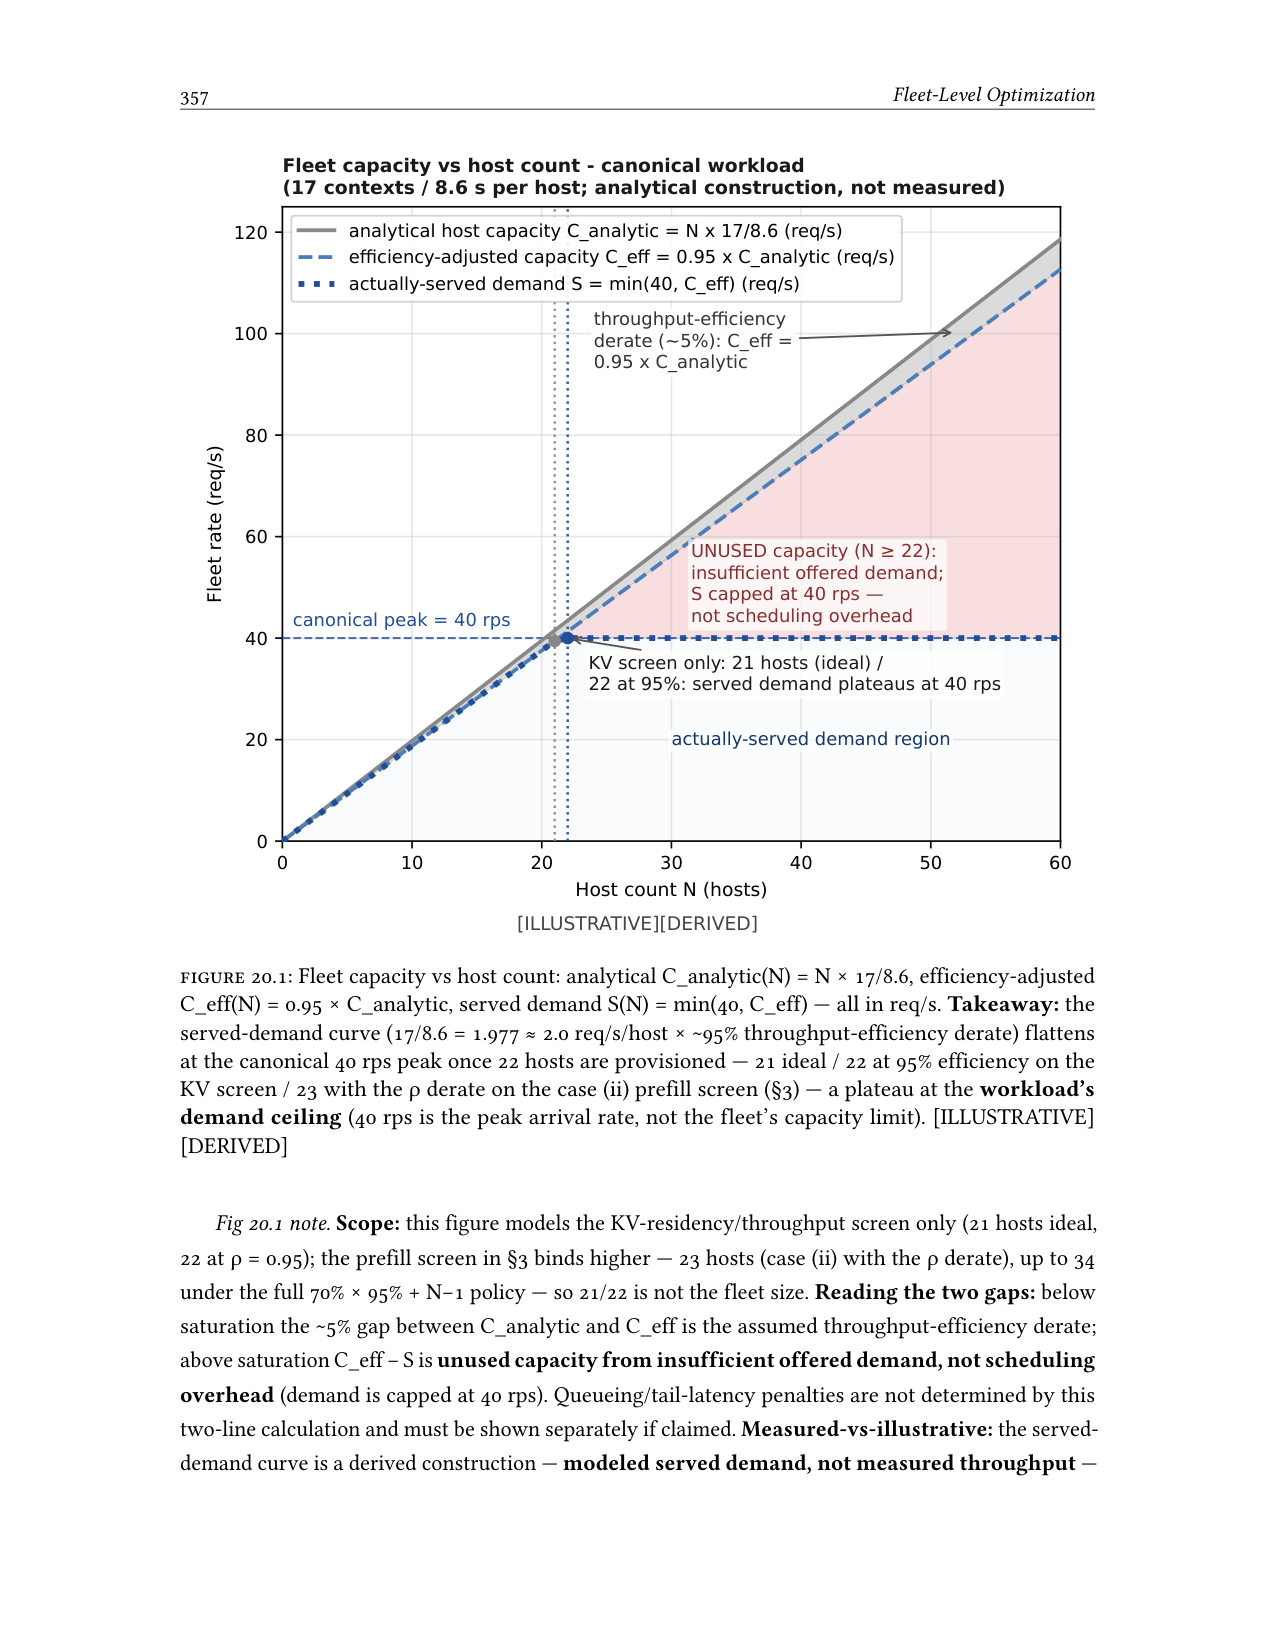 357
Fleet-Level Optimization
Fleet capacity vs host count - canonical workload
(17 contexts / 8.6 s per host; analytical construction, not measured)
analytical host capacity C_analytic = N x 17/8.6 (req/s)
efficiency-adjusted capacity C_eff = 0.95 x C_analytic (req/s)
actually-served demand S = min(40, C_eff) (req/s)
throughput-efficiency
derate (~5%): C_eff =
0.95 x C_analytic
UNUSED capacity (N ≥ 22):
insufficient offered demand;
S capped at 40 rps —
not scheduling overhead
canonical peak = 40 rps
KV screen only: 21 hosts (ideal) /
22 at 95%: served demand plateaus at 40 rps
actually-served demand region
Fleet rate (req/s)
120
100
80
60
40
20
0
0 10 20 30 40 50 60
Host count N (hosts)
[ILLUSTRATIVE][DERIVED]
FIGURE 20.1: Fleet capacity vs host count: analytical C_analytic(N) = N × 17/8.6, efficiency-adjusted
C_eff(N) = 0.95 × C_analytic, served demand S(N) = min(40, C_eff) — all in req/s. Takeaway: the
served-demand curve (17/8.6 = 1.977 ≈ 2.0 req/s/host × ~95% throughput-efficiency derate) flattens
at the canonical 40 rps peak once 22 hosts are provisioned — 21 ideal / 22 at 95% efficiency on the
KV screen / 23 with the ρ derate on the case (ii) prefill screen (§3) — a plateau at the workload's
demand ceiling (40 rps is the peak arrival rate, not the fleet's capacity limit). [ILLUSTRATIVE]
[DERIVED]
Fig 20.1 note. Scope: this figure models the KV-residency/throughput screen only (21 hosts ideal,
22 at ρ = 0.95); the prefill screen in §3 binds higher — 23 hosts (case (ii) with the ρ derate), up to 34
under the full 70% × 95% + N−1 policy — so 21/22 is not the fleet size. Reading the two gaps: below
saturation the ~5% gap between C_analytic and C_eff is the assumed throughput-efficiency derate;
above saturation C_eff − S is unused capacity from insufficient offered demand, not scheduling
overhead (demand is capped at 40 rps). Queueing/tail-latency penalties are not determined by this
two-line calculation and must be shown separately if claimed. Measured-vs-illustrative: the served-
demand curve is a derived construction — modeled served demand, not measured throughput —